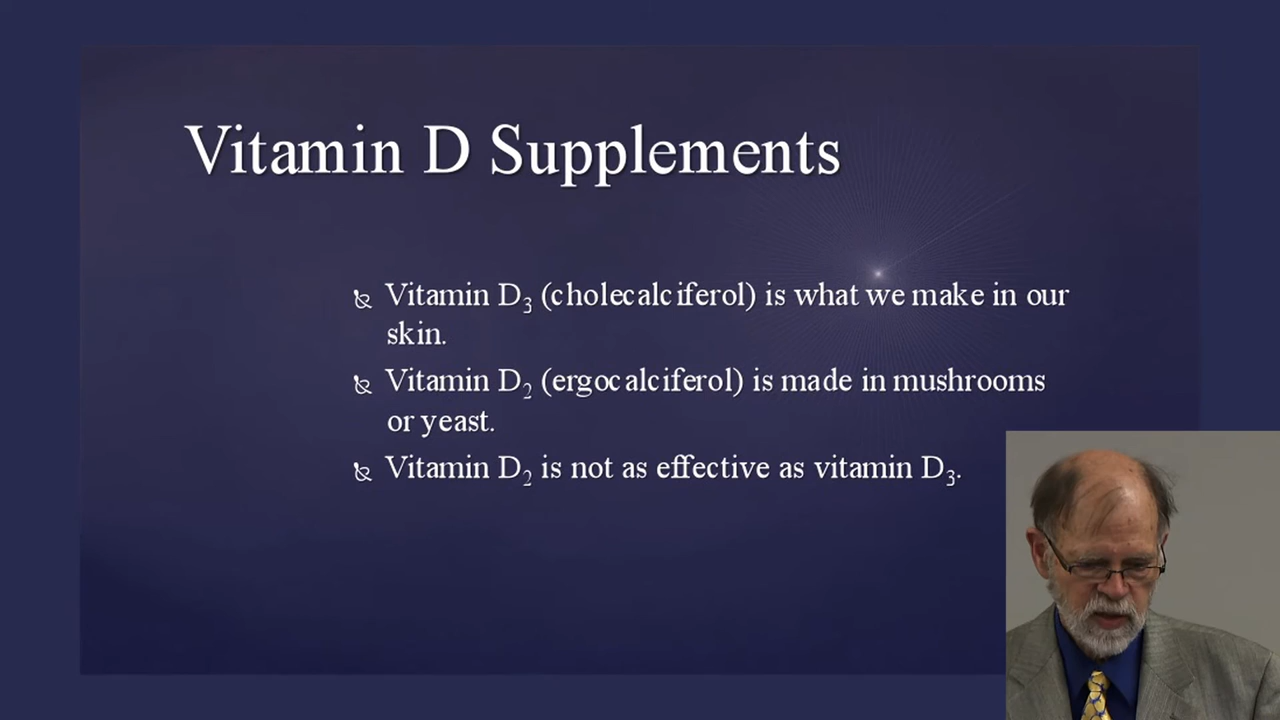 Vitamin D Supplements
Vitamin D₃ (cholecalciferol) is what we make in our
skin.
Vitamin D₂ (ergocalciferol) is made in mushrooms
or yeast.
Vitamin D₂ is not as effective as vitamin D₃.